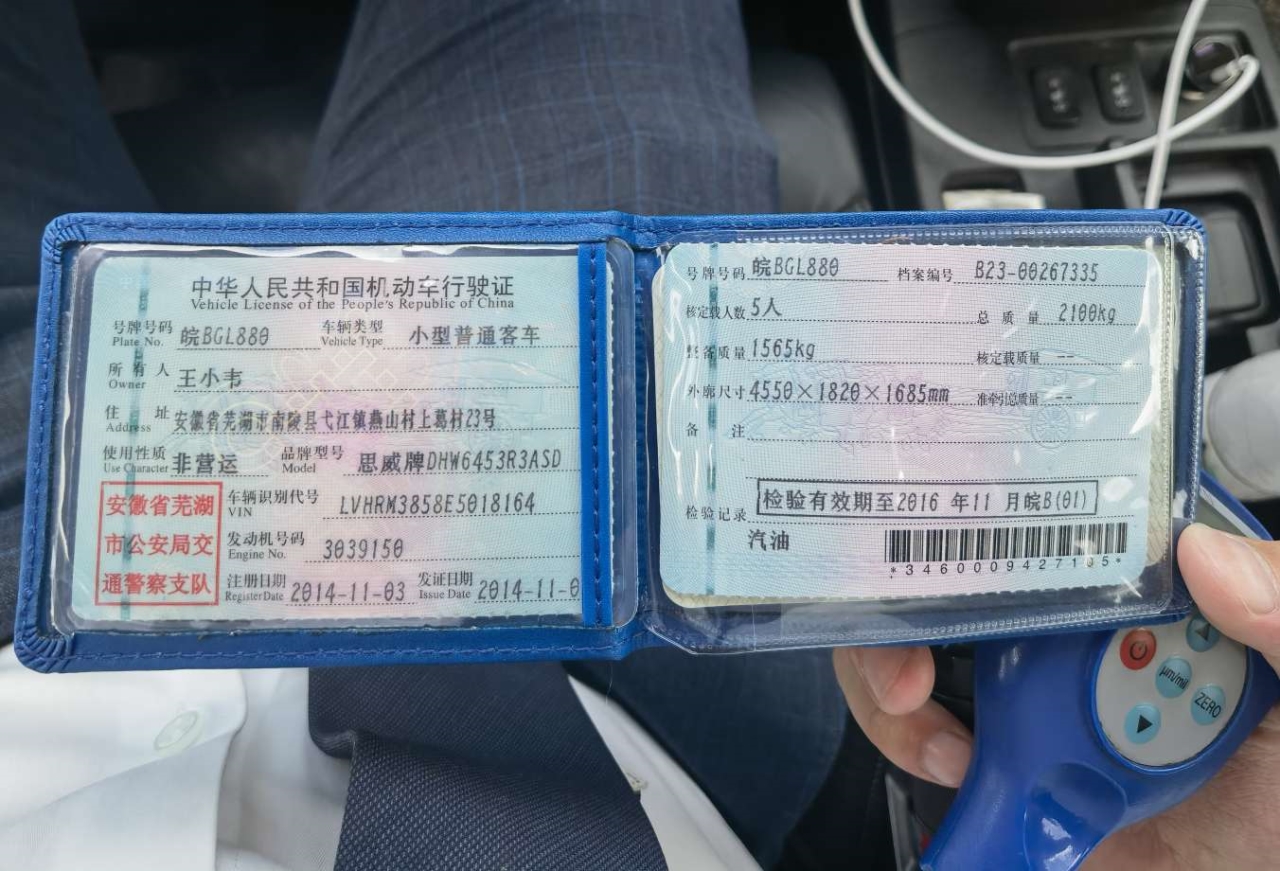 中华人民共和国机动车行驶证
Vehicle License of the People's Republic of China
号牌号码 皖BGL880 车辆类型 小型普通客车
Plate No. Vehicle Type
所有人 王小韦
Owner
住址 安徽省芜湖市南陵县弋江镇燕山村上葛村23号
Address
使用性质 非营运 品牌型号 思威牌DHW6453R3ASD
Use Character Model
安徽省芜湖
市公安局交
通警察支队
车辆识别代号 LVHRM3858E5018164
VIN
发动机号码 3039150
Engine No.
注册日期 2014-11-03 发证日期 2014-11-0
Register Date Issue Date
号牌号码 皖BGL880 档案编号 B23-00267335
核定载人数 5人 总质量 2100kg
整备质量 1565kg 核定载质量 --
外廓尺寸 4550×1820×1685mm 准牵引总质量 --
备注
检验记录 检验有效期至2016 年11 月皖B(01)
汽油
*3460009427105*
μm/mil
ZERO